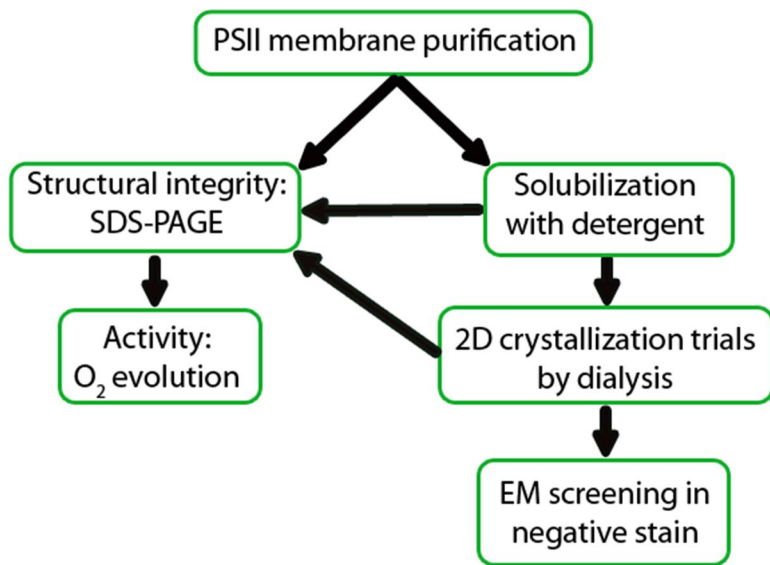 PSII membrane purification
Structural integrity:
SDS-PAGE
Solubilization
with detergent
Activity:
O₂ evolution
2D crystallization trials
by dialysis
EM screening in
negative stain